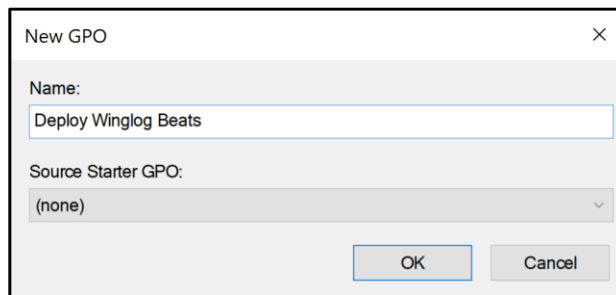 New GPO
Name:
Deploy Winglog Beats
Source Starter GPO:
(none)
OK Cancel